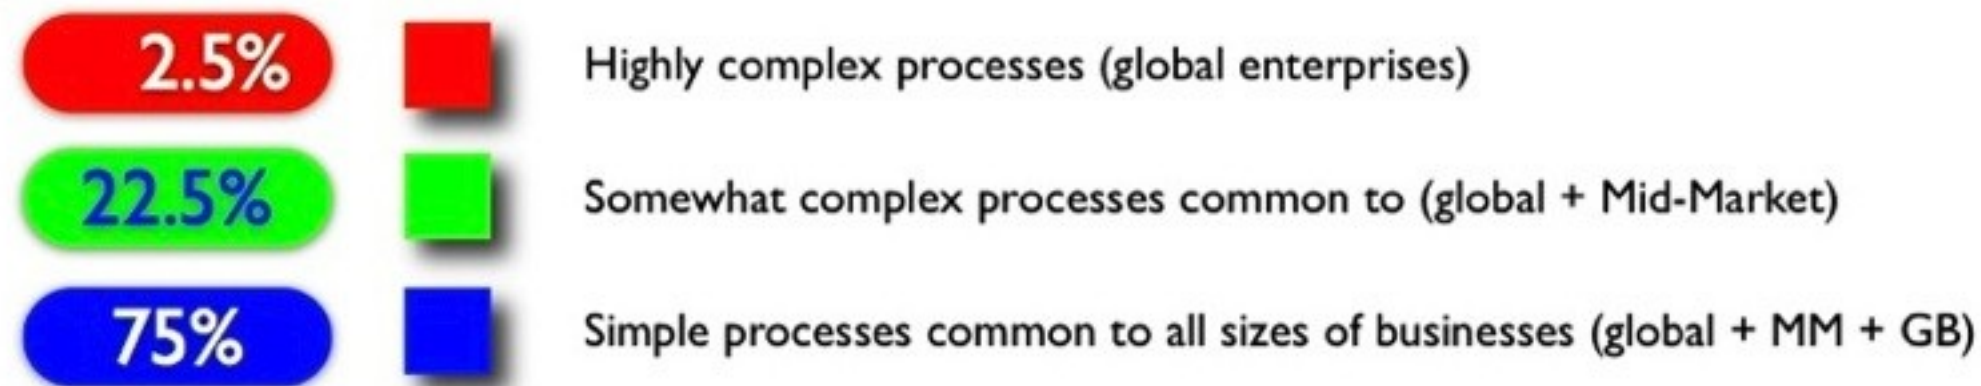 2.5% Highly complex processes (global enterprises)
22.5% Somewhat complex processes common to (global + Mid-Market)
75% Simple processes common to all sizes of businesses (global + MM + GB)